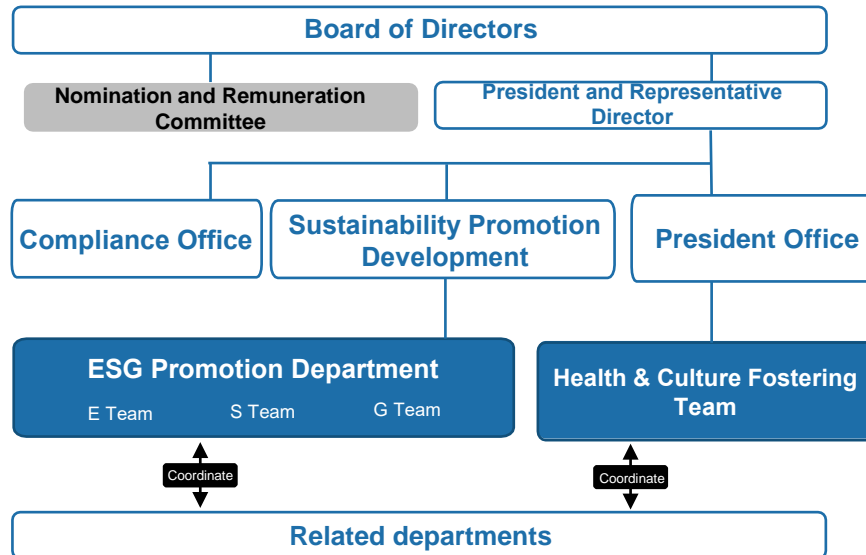 Board of Directors
Nomination and Remuneration
Committee
President and Representative
Director
Compliance Office
Sustainability Promotion
Development
President Office
ESG Promotion Department
E Team
S Team
G Team
Health & Culture Fostering
Team
Coordinate
Coordinate
Related departments